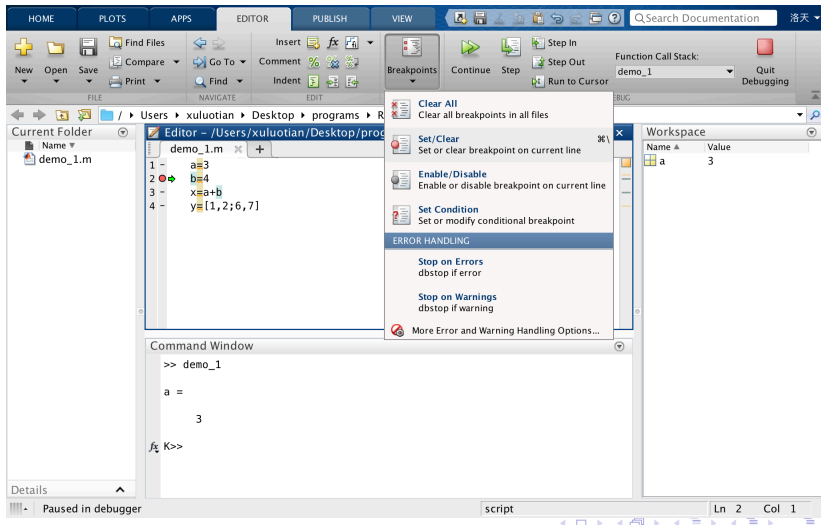 HOME PLOTS APPS EDITOR PUBLISH VIEW Search Documentation 洛天
New Open Save Find Files Compare Print
FILE
Go To Find
NAVIGATE
Insert fx
Comment % %
Indent
EDIT
Breakpoints Continue Step Step In Step Out Run to Cursor
Function Call Stack:
demo_1
Quit Debugging
BUG
/ Users xuluotian Desktop programs R
Current Folder
Name
demo_1.m
Details
Editor – /Users/xuluotian/Desktop/prog
demo_1.m × +
1 – a=3
2 b=4
3 – x=a+b
4 – y=[1,2;6,7]
Clear All
Clear all breakpoints in all files
Set/Clear ⌘\
Set or clear breakpoint on current line
Enable/Disable
Enable or disable breakpoint on current line
Set Condition
Set or modify conditional breakpoint
ERROR HANDLING
Stop on Errors
dbstop if error
Stop on Warnings
dbstop if warning
More Error and Warning Handling Options...
Workspace
Name Value
a 3
Command Window
>> demo_1
a =
3
fx K>>
Paused in debugger script Ln 2 Col 1